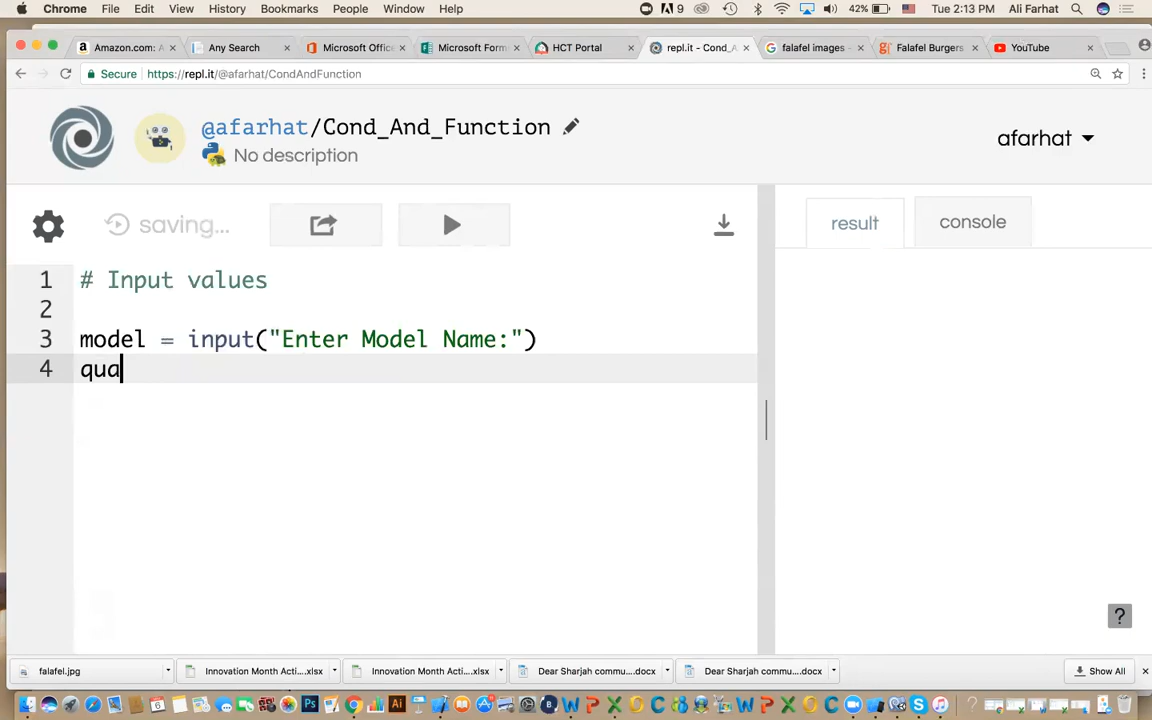 Chrome File Edit View History Bookmarks People Window Help 9 42% Tue 2:13 PM Ali Farhat
Amazon.com: A Any Search Microsoft Office Microsoft Form HCT Portal repl.it - Cond_A falafel images - Falafel Burgers YouTube
Secure https://repl.it/@afarhat/CondAndFunction
@afarhat/Cond_And_Function
No description
afarhat
saving...
result console
1 # Input values
2
3 model = input("Enter Model Name:")
4 qua
?
falafel.jpg Innovation Month Acti....xlsx Innovation Month Acti....xlsx Dear Sharjah commu....docx Dear Sharjah commu....docx Show All